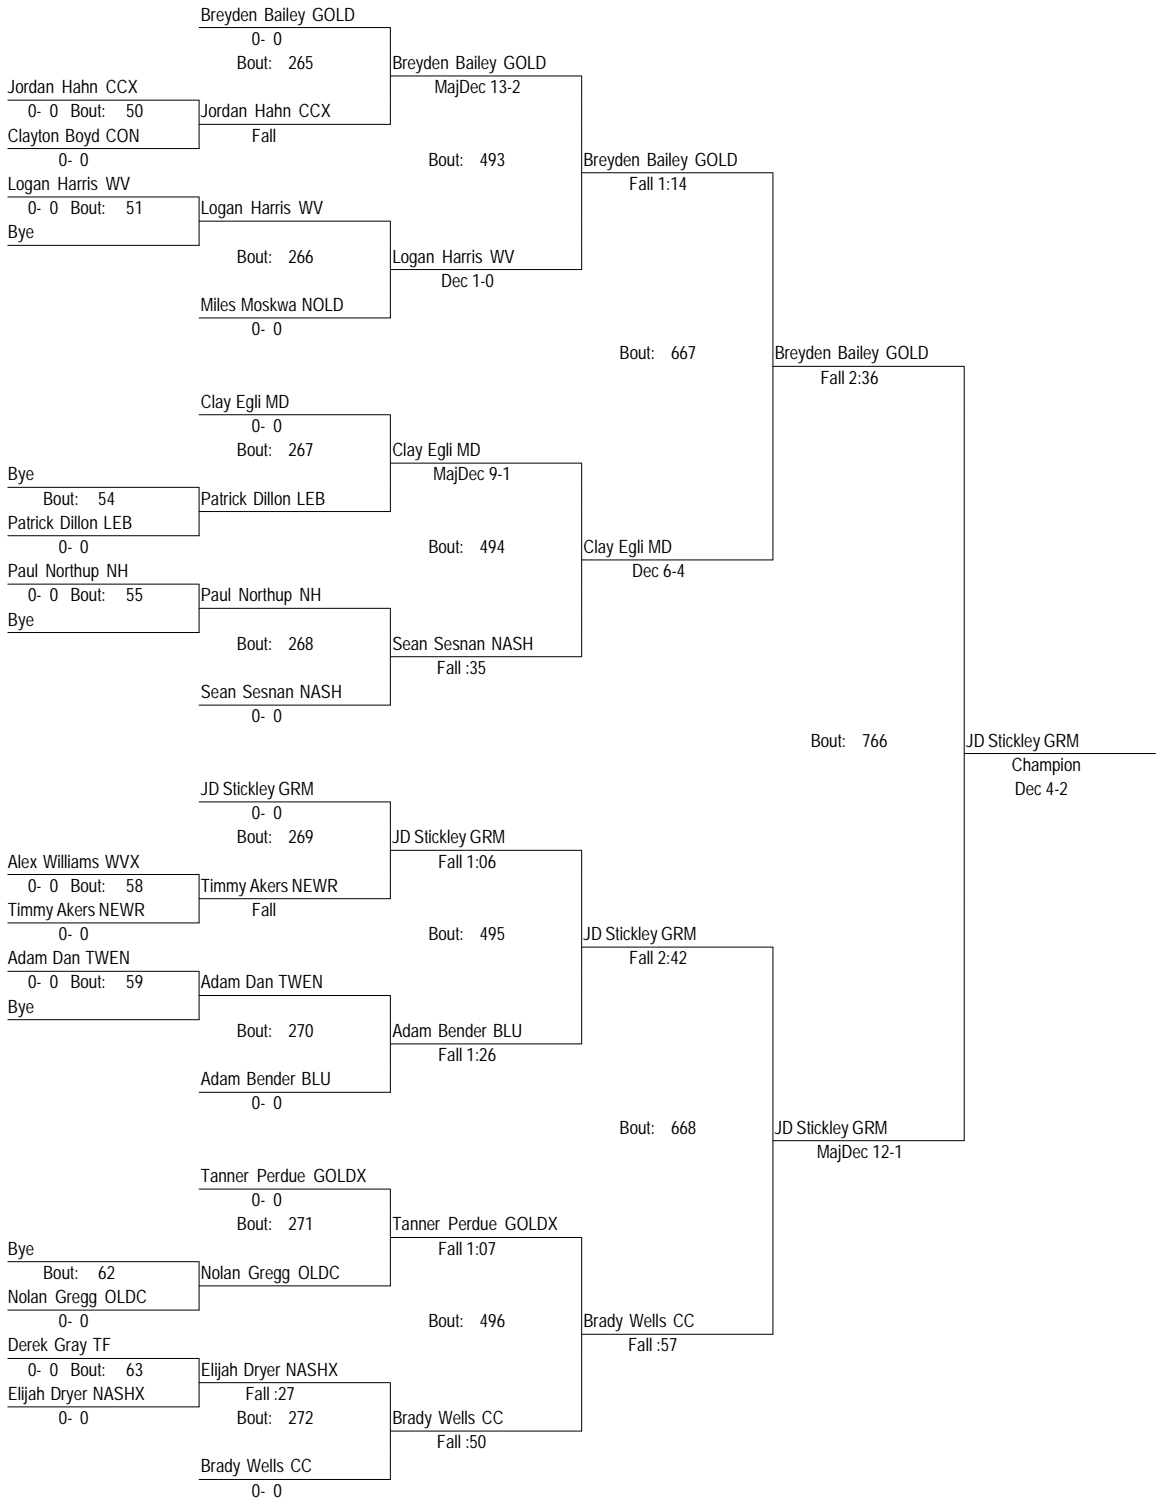 Breyden Bailey GOLD
0- 0
Bout: 265
Breyden Bailey GOLD
MajDec 13-2
Jordan Hahn CCX
0- 0 Bout: 50
Jordan Hahn CCX
Fall
Clayton Boyd CON
0- 0
Bout: 493
Breyden Bailey GOLD
Fall 1:14
Logan Harris WV
0- 0 Bout: 51
Logan Harris WV
Bye
Bout: 266
Logan Harris WV
Dec 1-0
Miles Moskwa NOLD
0- 0
Bout: 667
Breyden Bailey GOLD
Fall 2:36
Clay Egli MD
0- 0
Bout: 267
Clay Egli MD
MajDec 9-1
Bye
Bout: 54
Patrick Dillon LEB
Patrick Dillon LEB
0- 0
Bout: 494
Clay Egli MD
Dec 6-4
Paul Northup NH
0- 0 Bout: 55
Paul Northup NH
Bye
Bout: 268
Sean Sesnan NASH
Fall :35
Sean Sesnan NASH
0- 0
Bout: 766
JD Stickley GRM
Champion
Dec 4-2
JD Stickley GRM
0- 0
Bout: 269
JD Stickley GRM
Fall 1:06
Alex Williams WVX
0- 0 Bout: 58
Timmy Akers NEWR
Fall
Timmy Akers NEWR
0- 0
Bout: 495
JD Stickley GRM
Fall 2:42
Adam Dan TWEN
0- 0 Bout: 59
Adam Dan TWEN
Bye
Bout: 270
Adam Bender BLU
Fall 1:26
Adam Bender BLU
0- 0
Bout: 668
JD Stickley GRM
MajDec 12-1
Tanner Perdue GOLDX
0- 0
Bout: 271
Tanner Perdue GOLDX
Fall 1:07
Bye
Bout: 62
Nolan Gregg OLDC
Nolan Gregg OLDC
0- 0
Bout: 496
Brady Wells CC
Fall :57
Derek Gray TF
0- 0 Bout: 63
Elijah Dryer NASHX
Fall :27
Elijah Dryer NASHX
0- 0
Bout: 272
Brady Wells CC
Fall :50
Brady Wells CC
0- 0